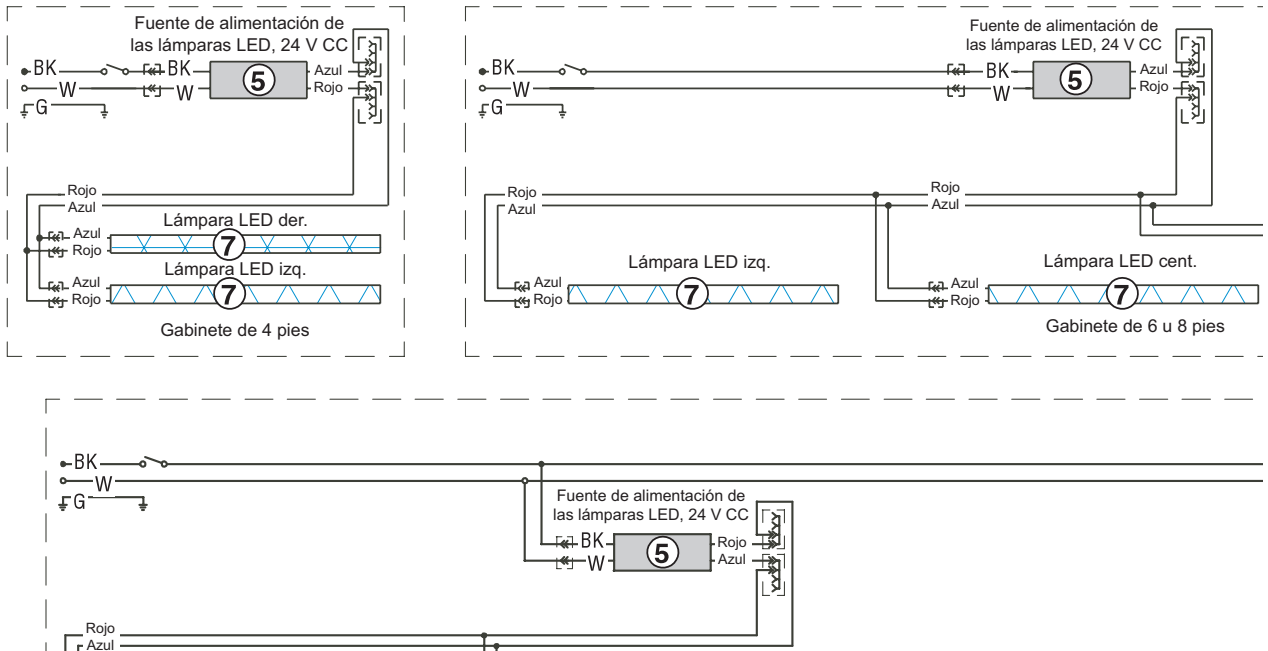 Fuente de alimentación de
las lámparas LED, 24 V CC
BK
BK
5
Azul
W
W
Rojo
G
Rojo
Azul
Lámpara LED der.
Azul
7
Rojo
Lámpara LED izq.
Azul
7
Rojo
Gabinete de 4 pies
Fuente de alimentación de
las lámparas LED, 24 V CC
BK
BK
5
Azul
W
W
Rojo
G
Rojo
Azul
Rojo
Azul
Lámpara LED izq.
Azul
7
Rojo
Lámpara LED cent.
Azul
7
Rojo
Gabinete de 6 u 8 pies
BK
W
G
Fuente de alimentación de
las lámparas LED, 24 V CC
BK
5
Rojo
W
Azul
Rojo
Azul